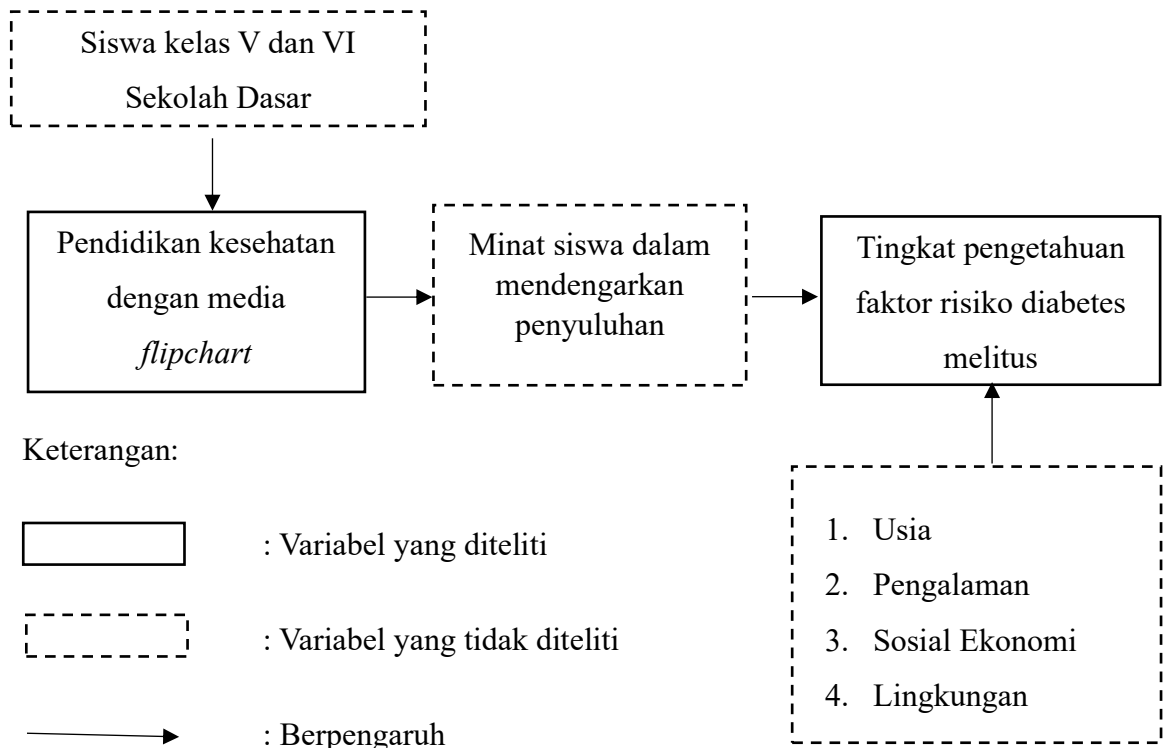 Siswa kelas V dan VI
Sekolah Dasar
Pendidikan kesehatan
dengan media
flipchart
Minat siswa dalam
mendengarkan
penyuluhan
Tingkat pengetahuan
faktor risiko diabetes
melitus
Keterangan:
: Variabel yang diteliti
: Variabel yang tidak diteliti
: Berpengaruh
1. Usia
2. Pengalaman
3. Sosial Ekonomi
4. Lingkungan